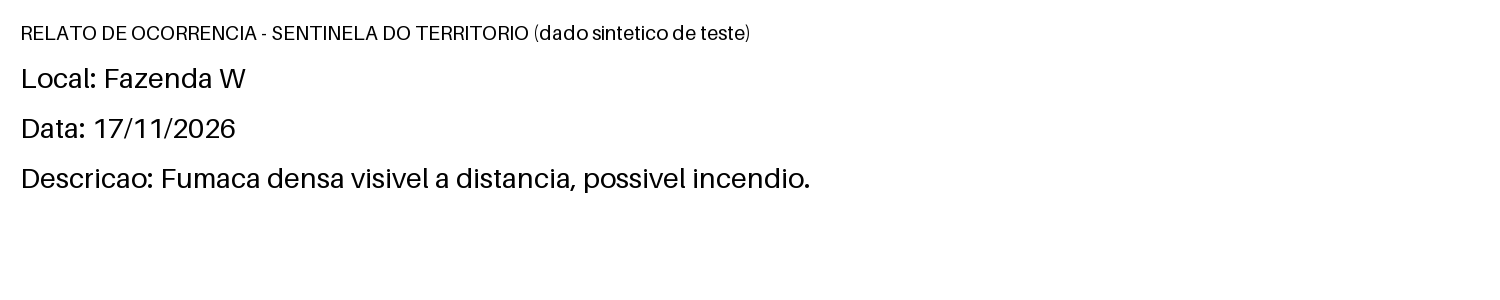 RELATO DE OCORRENCIA - SENTINELA DO TERRITORIO (dado sintetico de teste)
Local: Fazenda W
Data: 17/11/2026
Descricao: Fumaca densa visivel a distancia, possivel incendio.